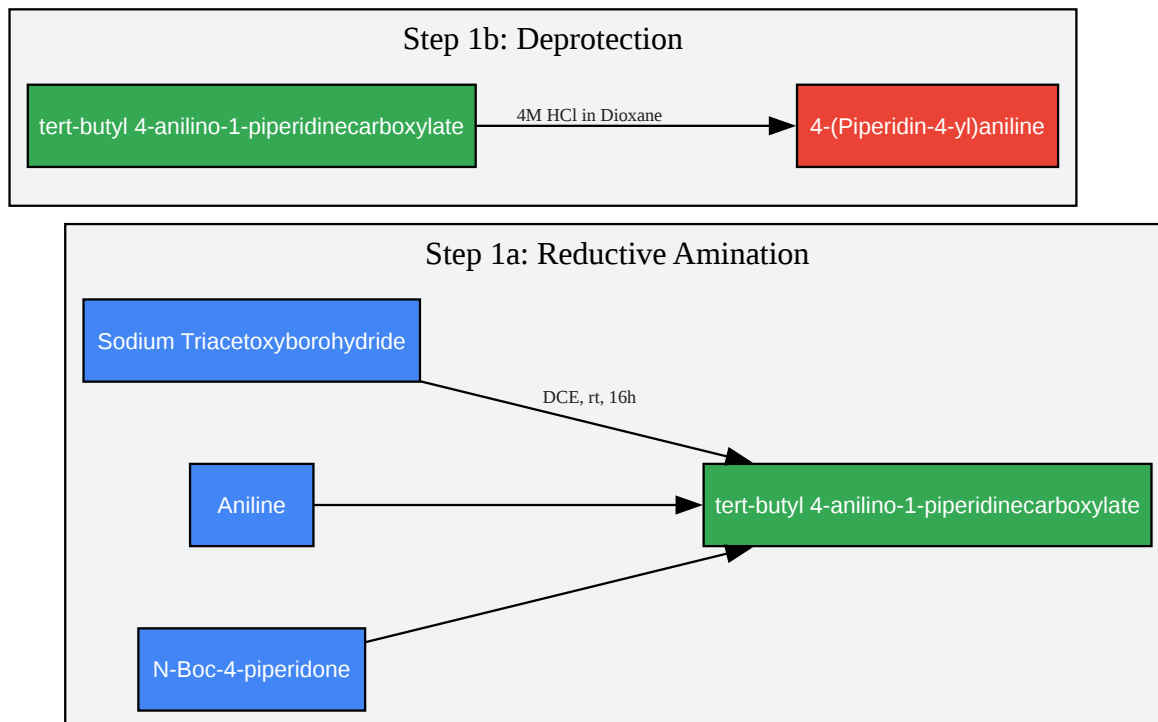 Step 1b: Deprotection
tert-butyl 4-anilino-1-piperidinecarboxylate
4M HCl in Dioxane
4-(Piperidin-4-yl)aniline
Step 1a: Reductive Amination
Sodium Triacetoxyborohydride
DCE, rt, 16h
Aniline
tert-butyl 4-anilino-1-piperidinecarboxylate
N-Boc-4-piperidone